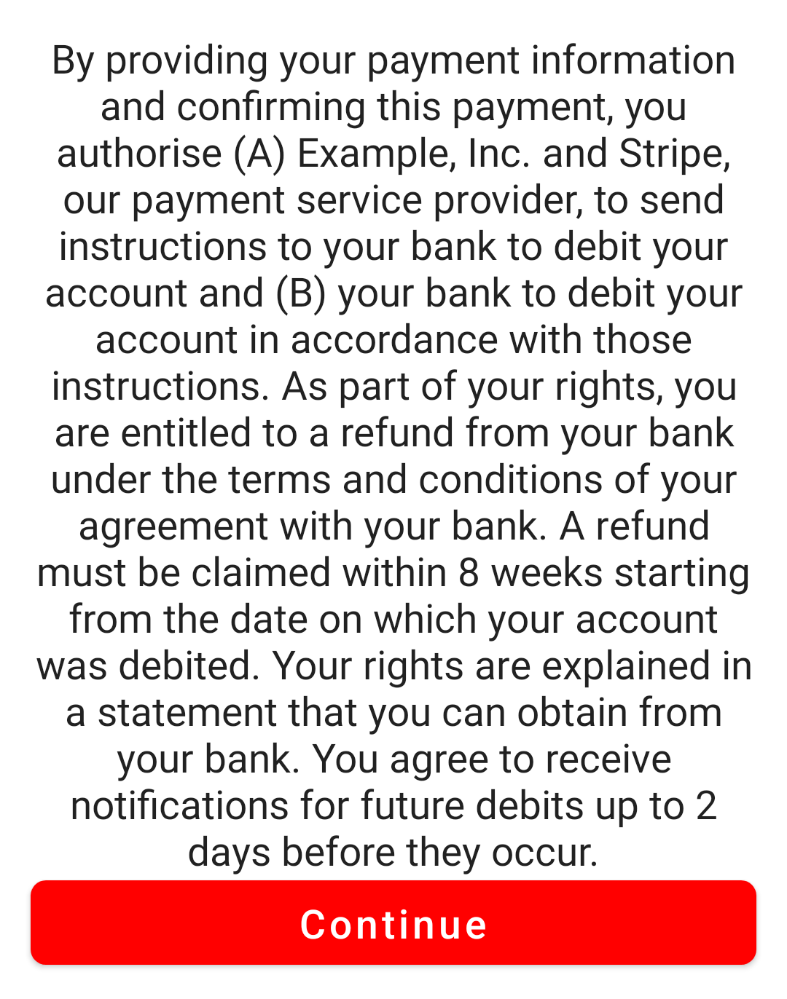 By providing your payment information
and confirming this payment, you
authorise (A) Example, Inc. and Stripe,
our payment service provider, to send
instructions to your bank to debit your
account and (B) your bank to debit your
account in accordance with those
instructions. As part of your rights, you
are entitled to a refund from your bank
under the terms and conditions of your
agreement with your bank. A refund
must be claimed within 8 weeks starting
from the date on which your account
was debited. Your rights are explained in
a statement that you can obtain from
your bank. You agree to receive
notifications for future debits up to 2
days before they occur.
Continue